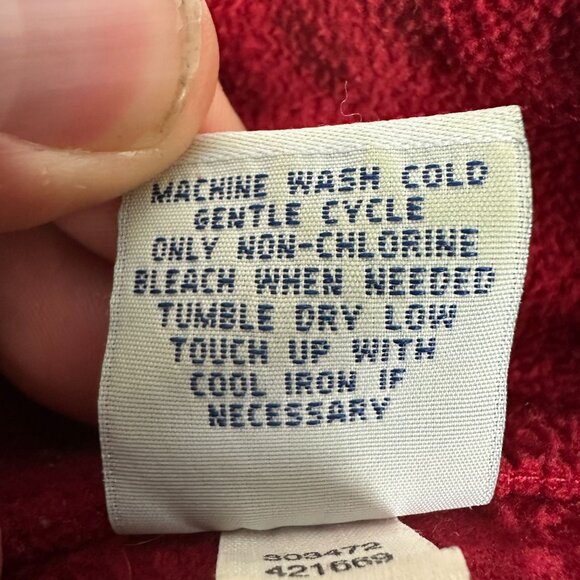 MACHINE WASH COLD
GENTLE CYCLE
ONLY NON-CHLORINE
BLEACH WHEN NEEDED
TUMBLE DRY LOW
TOUCH UP WITH
COOL IRON IF
NECESSARY
303472
421669